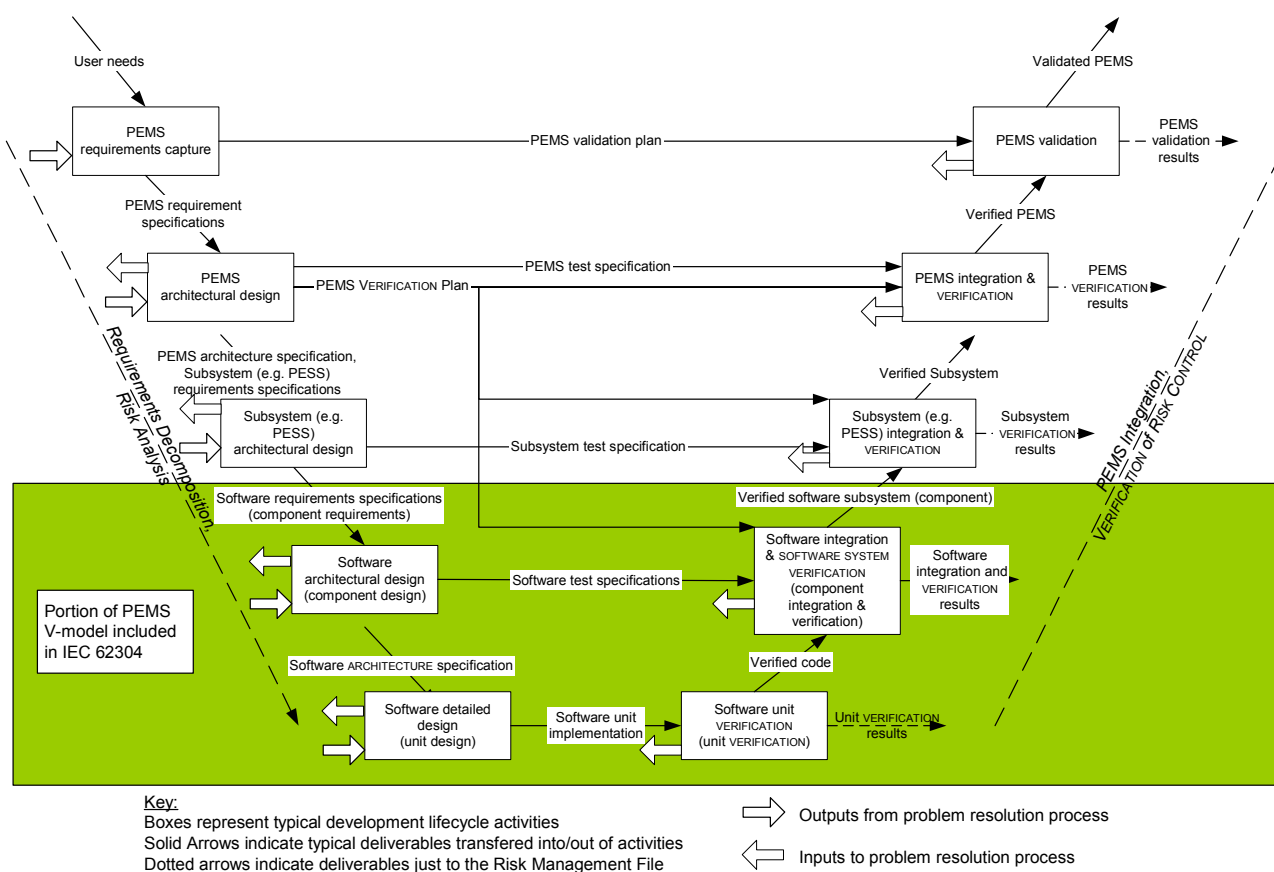 User needs
Validated PEMS
PEMS
requirements capture
PEMS validation plan
PEMS validation
PEMS
validation
results
PEMS requirement
specifications
Verified PEMS
PEMS
architectural design
PEMS test specification
PEMS VERIFICATION Plan
PEMS integration &
VERIFICATION
PEMS
VERIFICATION
results
Requirements Decomposition,
Risk Analysis
PEMS architecture specification,
Subsystem (e.g. PESS)
requirements specifications
Verified Subsystem
PEMS Integration,
VERIFICATION of RISK CONTROL
Subsystem (e.g.
PESS)
architectural design
Subsystem test specification
Subsystem (e.g.
PESS) integration &
VERIFICATION
Subsystem
VERIFICATION
results
Software requirements specifications
(component requirements)
Verified software subsystem (component)
Software
architectural design
(component design)
Software test specifications
Software integration
& SOFTWARE SYSTEM
VERIFICATION
(component
integration &
verification)
Software
integration and
VERIFICATION
results
Portion of PEMS
V-model included
in IEC 62304
Software ARCHITECTURE specification
Verified code
Software detailed
design
(unit design)
Software unit
implementation
Software unit
VERIFICATION
(unit VERIFICATION)
Unit VERIFICATION
results
Key:
Boxes represent typical development lifecycle activities
Solid Arrows indicate typical deliverables transfered into/out of activities
Dotted arrows indicate deliverables just to the Risk Management File
Outputs from problem resolution process
Inputs to problem resolution process